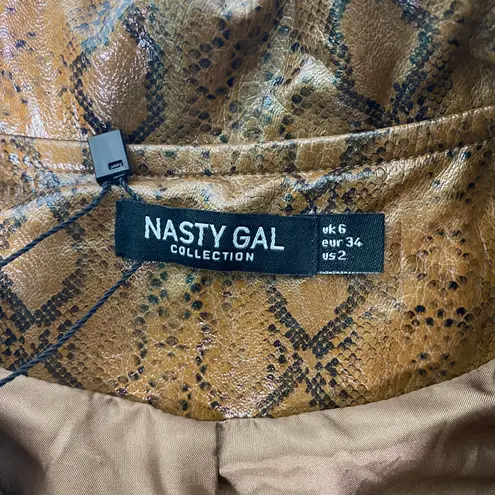 NASTY GAL
COLLECTION
uk 6
eur 34
us 2